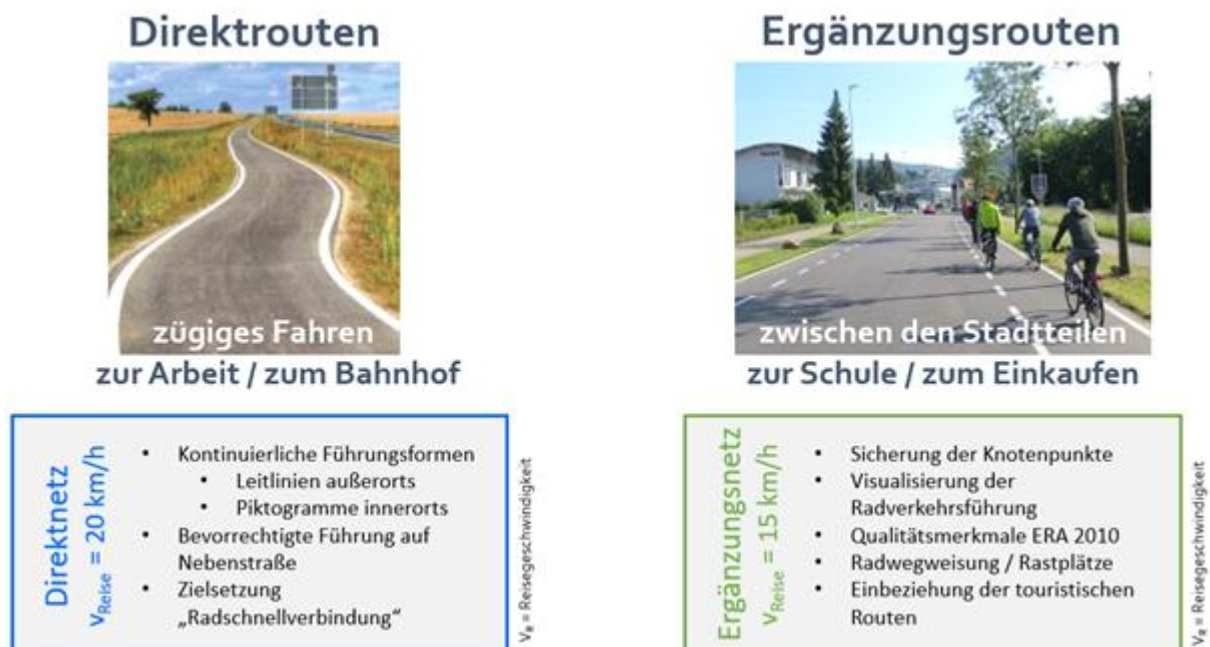 Direktrouten
zügiges Fahren
zur Arbeit / zum Bahnhof
Direktnetz
vReise = 20 km/h
• Kontinuierliche Führungsformen
• Leitlinien außerorts
• Piktogramme innerorts
• Bevorrechtigte Führung auf
Nebenstraße
• Zielsetzung
„Radschnellverbindung“
VR = Reisegeschwindigkeit
Ergänzungsrouten
zwischen den Stadtteilen
zur Schule / zum Einkaufen
Ergänzungsnetz
vReise = 15 km/h
• Sicherung der Knotenpunkte
• Visualisierung der
Radverkehrsführung
• Qualitätsmerkmale ERA 2010
• Radwegweisung / Rastplätze
• Einbeziehung der touristischen
Routen
VR = Reisegeschwindigkeit